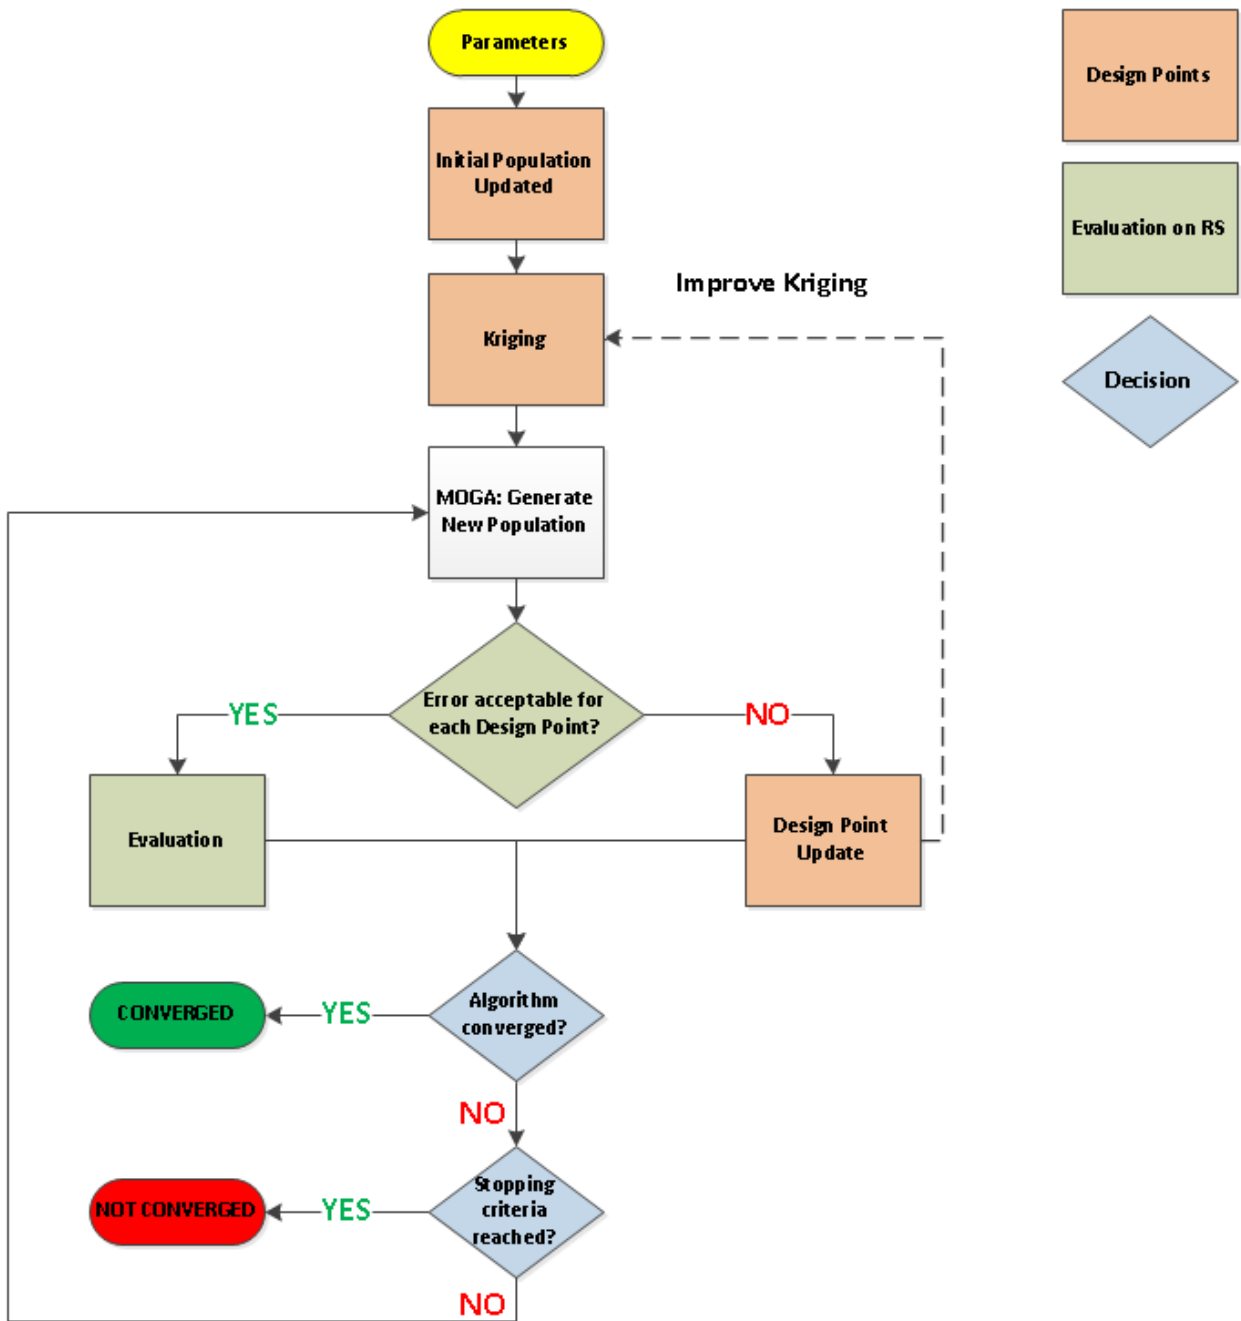 Parameters
Initial Population
Updated
Kriging
Improve Kriging
MOGA: Generate
New Population
Error acceptable for
each Design Point?
YES
NO
Evaluation
Design Point
Update
Algorithm
converged?
YES
CONVERGED
NO
Stopping
criteria
reached?
YES
NOT CONVERGED
NO
Design Points
Evaluation on RS
Decision